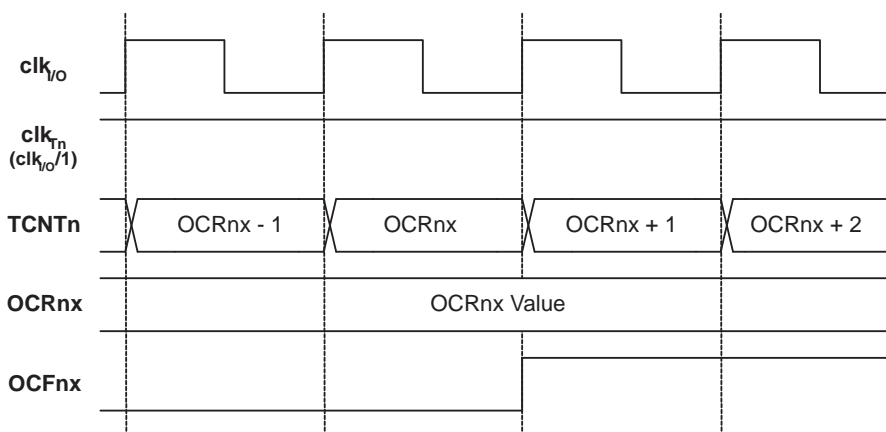 clkI/O
clkTn
(clkI/O/1)
TCNTn
OCRnx - 1 OCRnx OCRnx + 1 OCRnx + 2
OCRnx
OCRnx Value
OCFnx